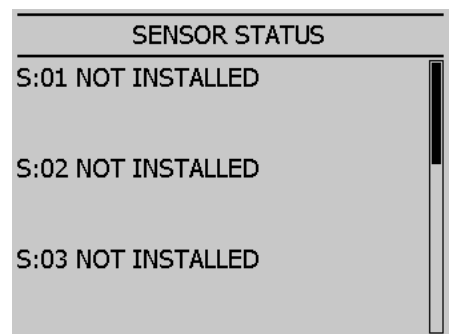 SENSOR STATUS
S:01 NOT INSTALLED
S:02 NOT INSTALLED
S:03 NOT INSTALLED